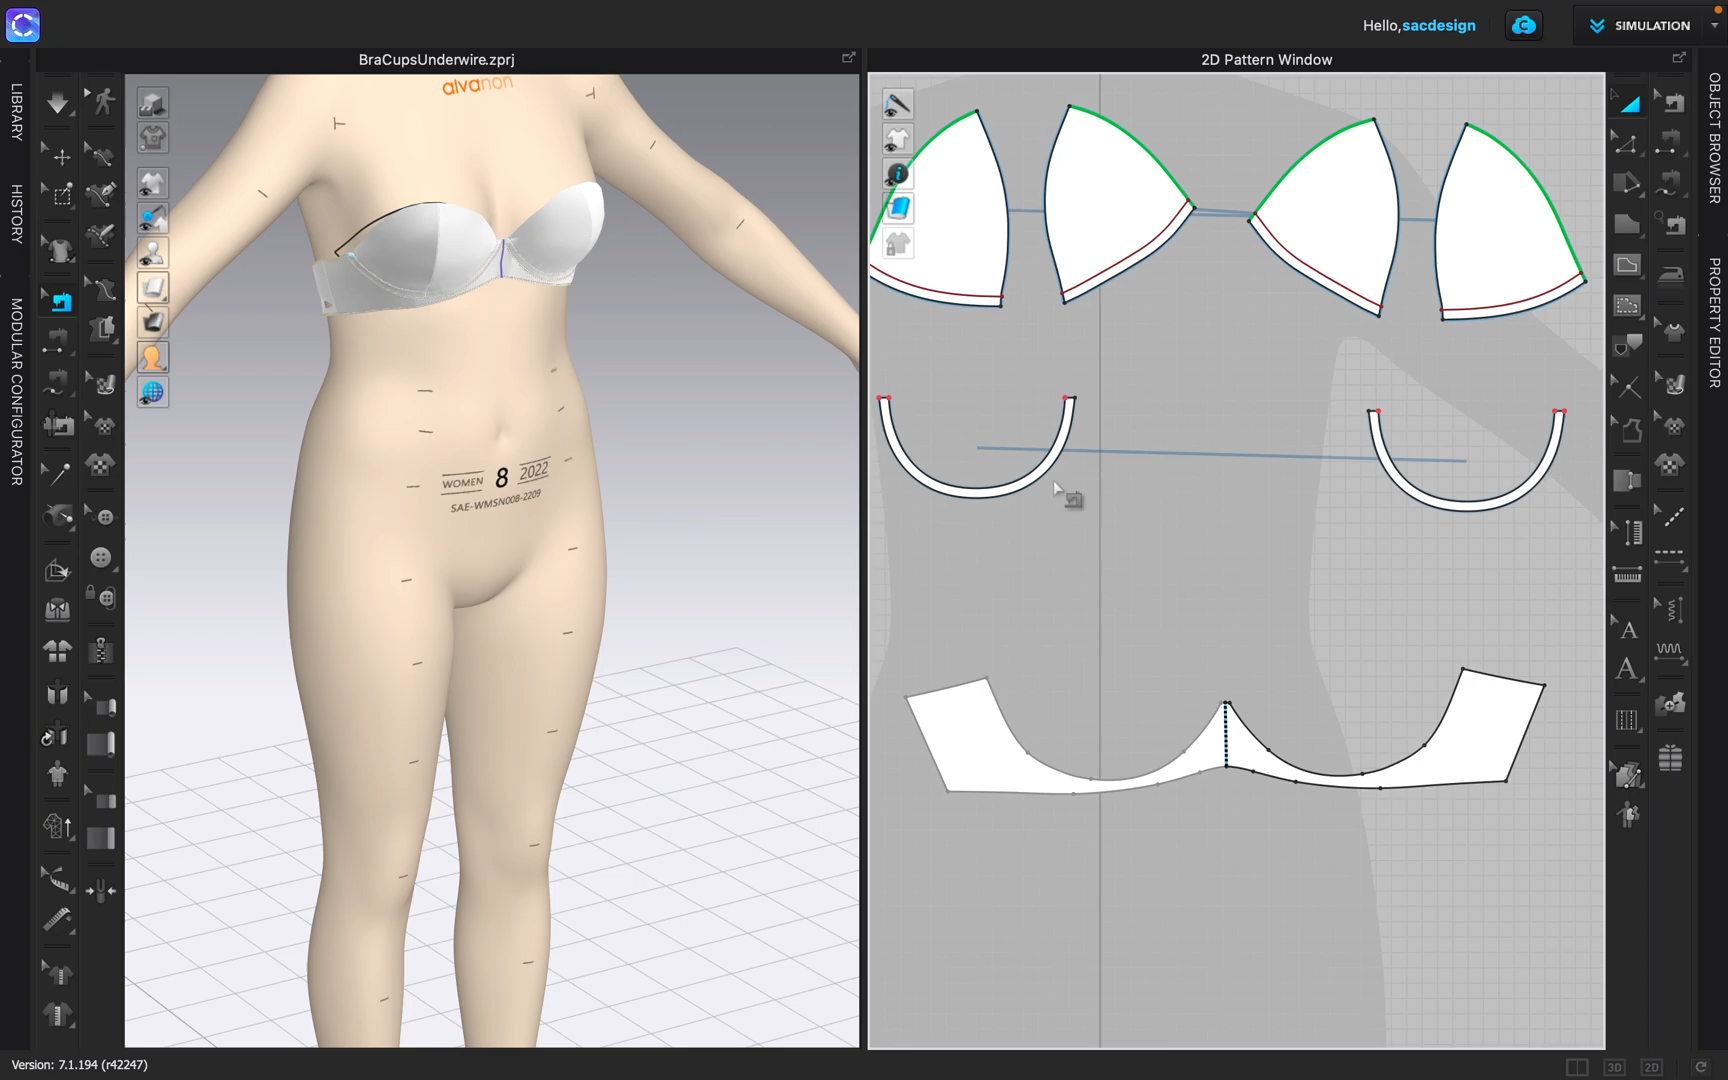 Hello,sacdesign
SIMULATION
BraCupsUnderwire.zprj
2D Pattern Window
LIBRARY
HISTORY
MODULAR CONFIGURATOR
OBJECT BROWSER
PROPERTY EDITOR
alvanon
WOMEN 8 2022
SAE-WMSN008-2209
Version: 7.1.194 (r42247)
3D
2D